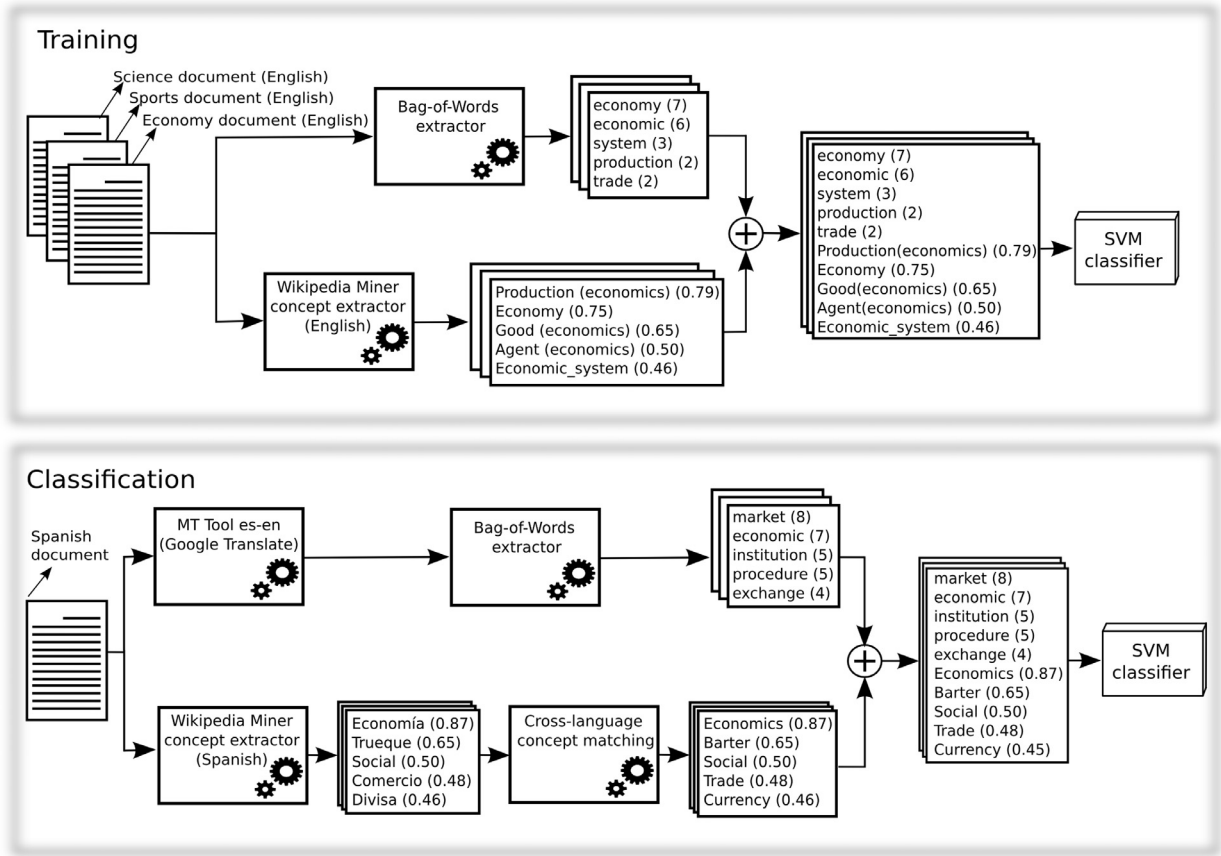 Training
Science document (English)
Sports document (English)
Economy document (English)
Bag-of-Words
extractor
economy (7)
economic (6)
system (3)
production (2)
trade (2)
Wikipedia Miner
concept extractor
(English)
Production (economics) (0.79)
Economy (0.75)
Good (economics) (0.65)
Agent (economics) (0.50)
Economic_system (0.46)
economy (7)
economic (6)
system (3)
production (2)
trade (2)
Production(economics) (0.79)
Economy (0.75)
Good(economics) (0.65)
Agent(economics) (0.50)
Economic_system (0.46)
SVM
classifier
Classification
Spanish
document
MT Tool es-en
(Google Translate)
Bag-of-Words
extractor
market (8)
economic (7)
institution (5)
procedure (5)
exchange (4)
Wikipedia Miner
concept extractor
(Spanish)
Economía (0.87)
Trueque (0.65)
Social (0.50)
Comercio (0.48)
Divisa (0.46)
Cross-language
concept matching
Economics (0.87)
Barter (0.65)
Social (0.50)
Trade (0.48)
Currency (0.46)
market (8)
economic (7)
institution (5)
procedure (5)
exchange (4)
Economics (0.87)
Barter (0.65)
Social (0.50)
Trade (0.48)
Currency (0.45)
SVM
classifier